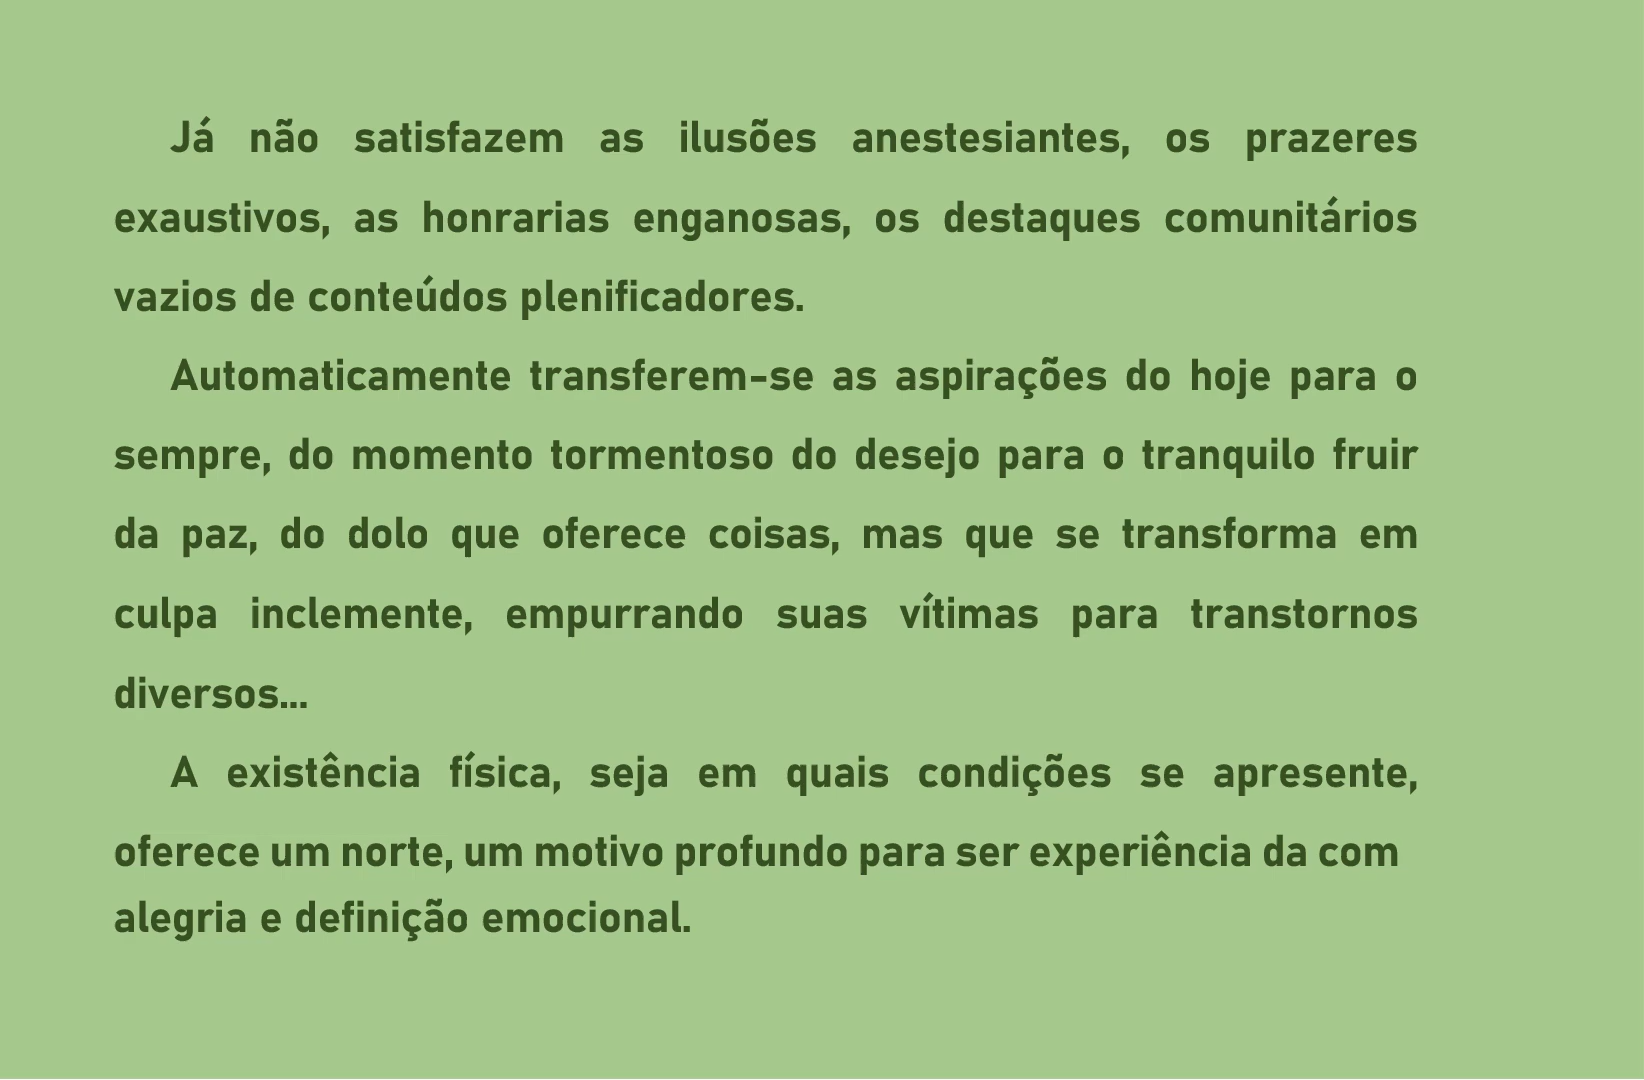 Já não satisfazem as ilusões anestesiantes, os prazeres
exaustivos, as honrarias enganosas, os destaques comunitários
vazios de conteúdos plenificadores.
Automaticamente transferem-se as aspirações do hoje para o
sempre, do momento tormentoso do desejo para o tranquilo fruir
da paz, do dolo que oferece coisas, mas que se transforma em
culpa inclemente, empurrando suas vítimas para transtornos
diversos...
A existência física, seja em quais condições se apresente,
oferece um norte, um motivo profundo para ser experiência da com
alegria e definição emocional.